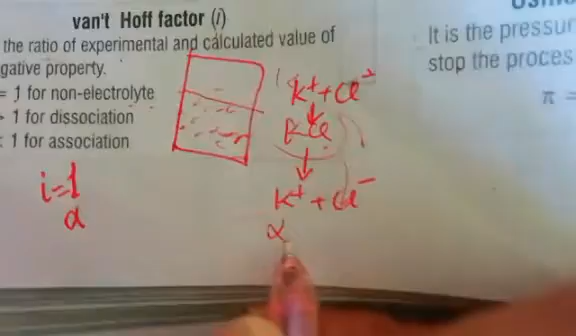 van't Hoff factor (i)
the ratio of experimental and calculated value of
gative property.
= 1 for non-electrolyte
> 1 for dissociation
1 for association
It is the pressur
stop the proces
π =
K⁺ + Cl⁻
KCl
K⁺ + Cl⁻
α
i = 1
α